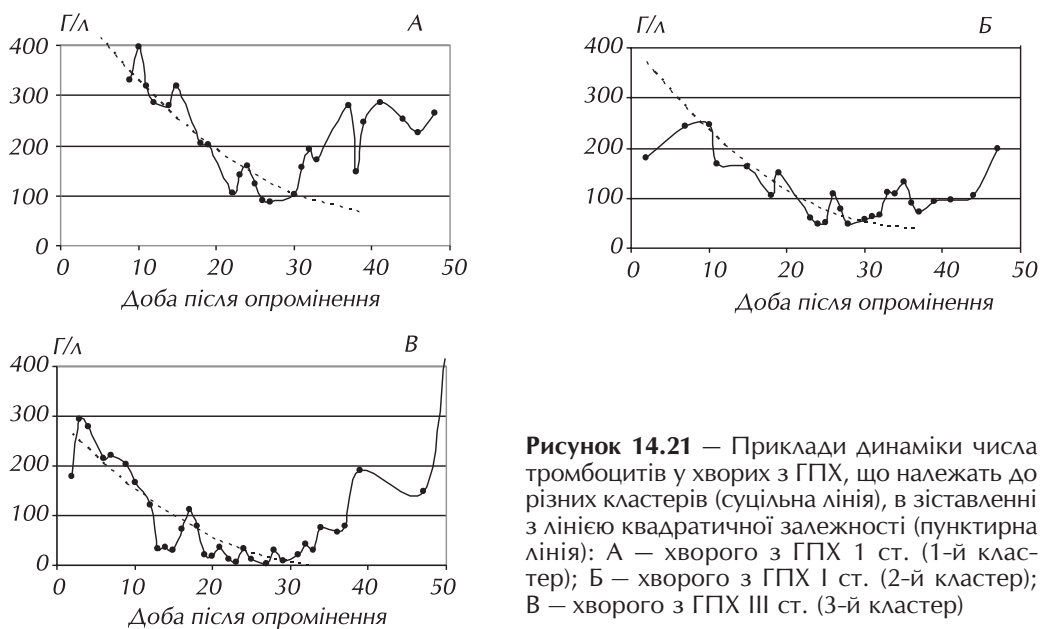 Г/л
А
400
300
200
100
0
0 10 20 30 40 50
Доба після опромінення
Г/л
Б
400
300
200
100
0
0 10 20 30 40 50
Доба після опромінення
Г/л
В
400
300
200
100
0
0 10 20 30 40 50
Доба після опромінення
Рисунок 14.21 – Приклади динаміки числа
тромбоцитів у хворих з ГПХ, що належать до
різних кластерів (суцільна лінія), в зіставленні
з лінією квадратичної залежності (пунктирна
лінія): А – хворого з ГПХ 1 ст. (1-й клас-
тер); Б – хворого з ГПХ І ст. (2-й кластер);
В – хворого з ГПХ ІІІ ст. (3-й кластер)